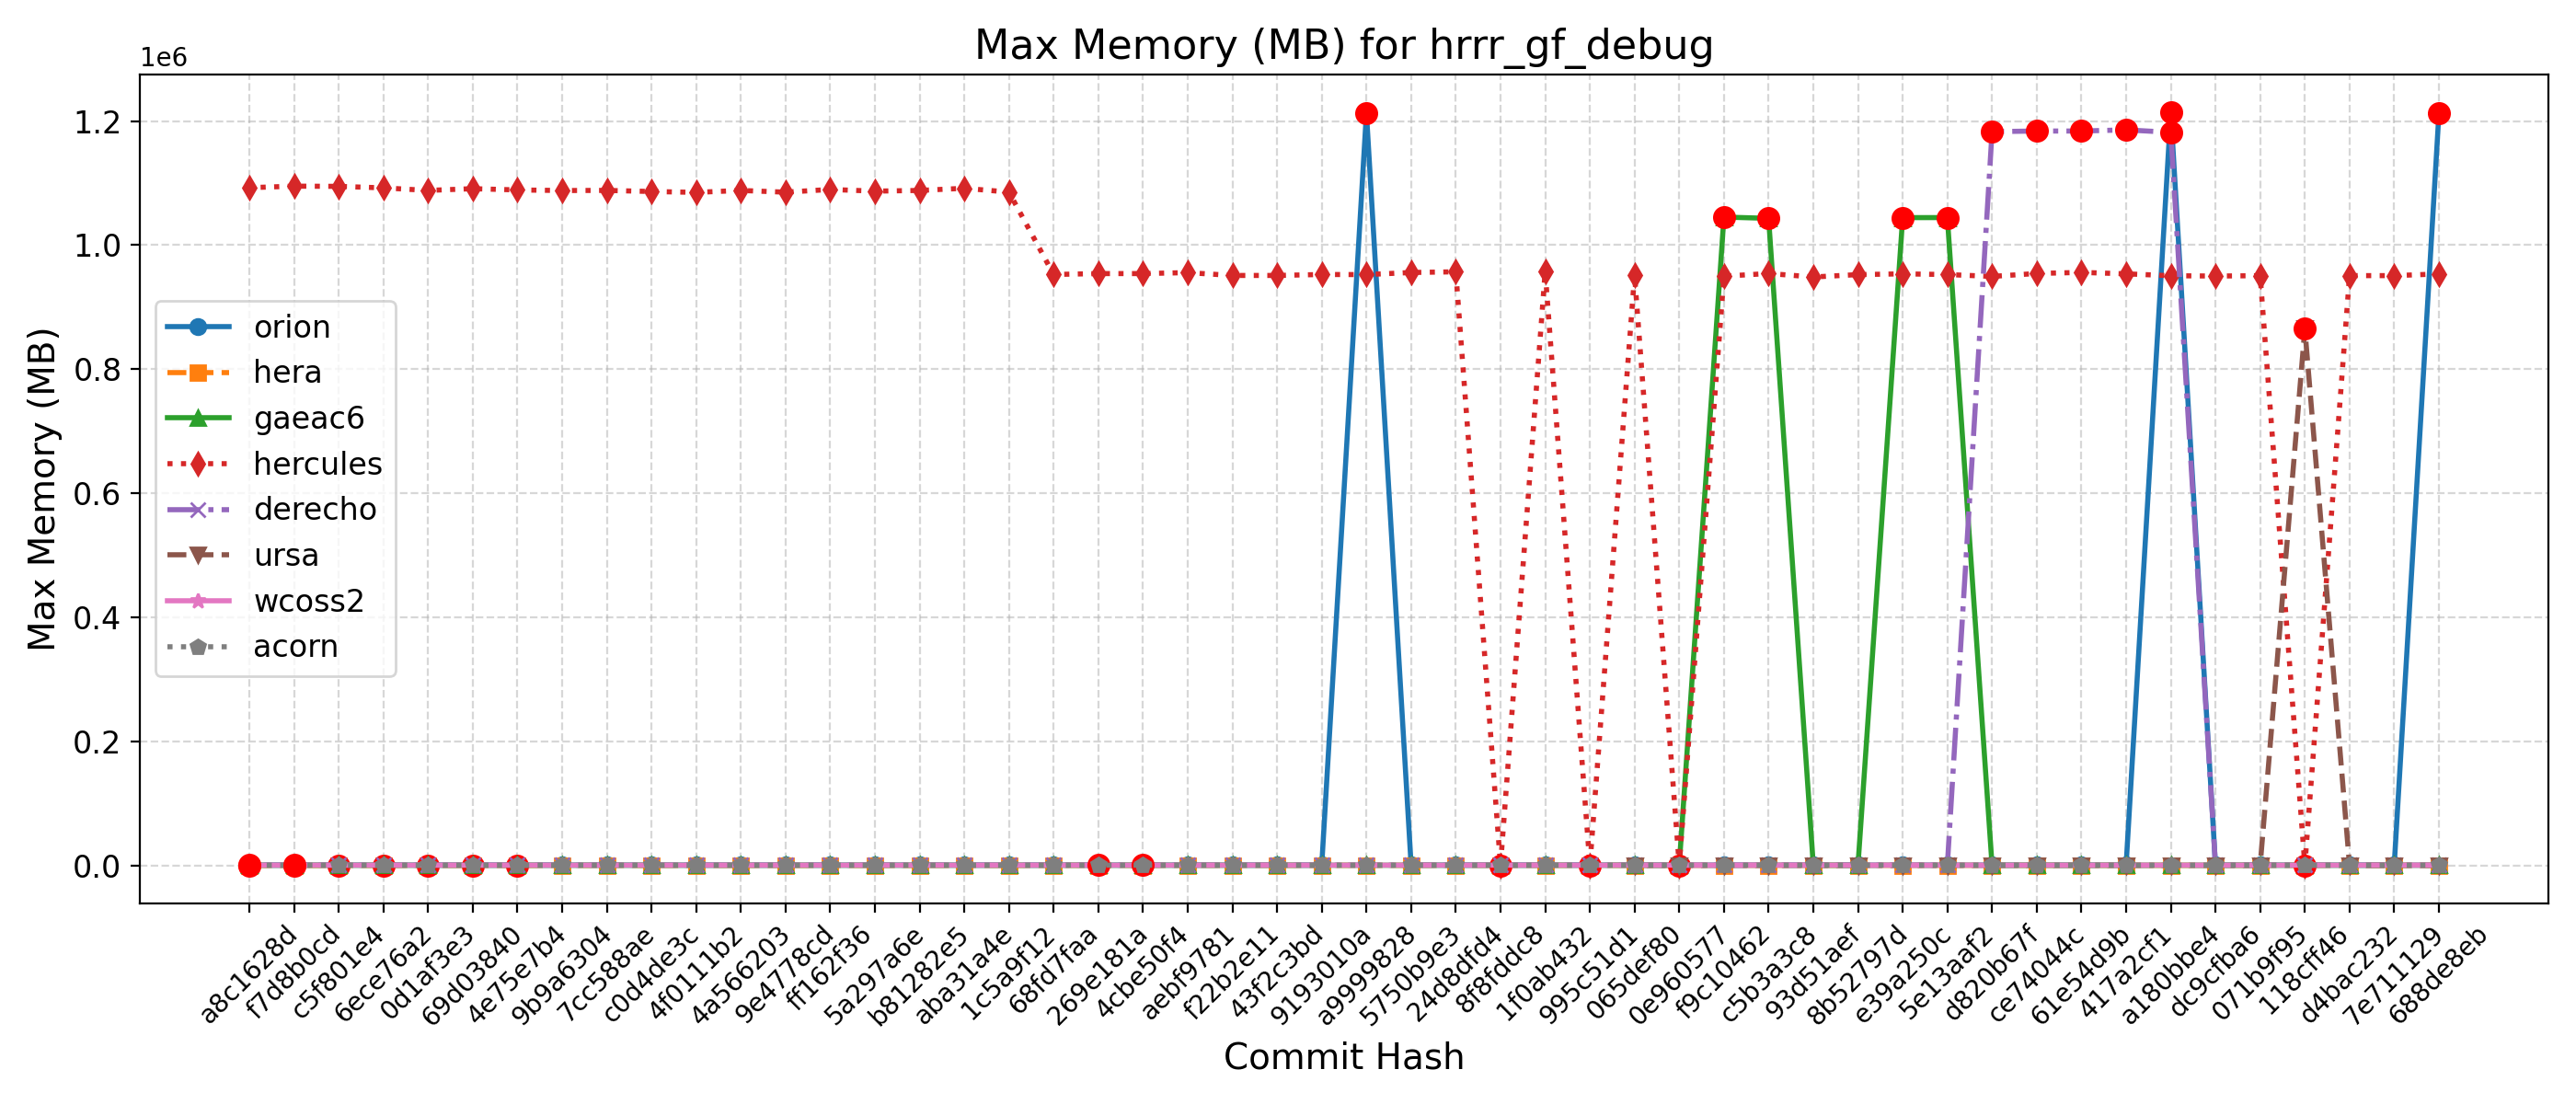 Max Memory (MB) for hrrr_gf_debug
1e6
1.2
1.0
0.8
0.6
0.4
0.2
0.0
Max Memory (MB)
orion
hera
gaeac6
hercules
derecho
ursa
wcoss2
acorn
a8c1628d
f7d8b0cd
c5f801e4
6ece76a2
0d1af3e3
69d03840
4e75e7b4
9b9a6304
7cc588ae
c0d4de3c
4f0111b2
4a566203
9e4778cd
ff162f36
5a297a6e
b81282e5
aba31a4e
1c5a9f12
68fd7faa
269e181a
4cbe50f4
aebf9781
f22b2e11
43f2c3bd
9193010a
a9999828
5750b9e3
24d8dfd4
8f8fddc8
1f0ab432
995c51d1
065def80
0e960577
f9c10462
c5b3a3c8
93d51aef
8b52797d
e39a250c
5e13aaf2
d820b67f
ce74044c
61e54d9b
417a2cf1
a180bbe4
dc9cfba6
071b9f95
118cff46
d4bac232
7e711129
688de8eb
Commit Hash